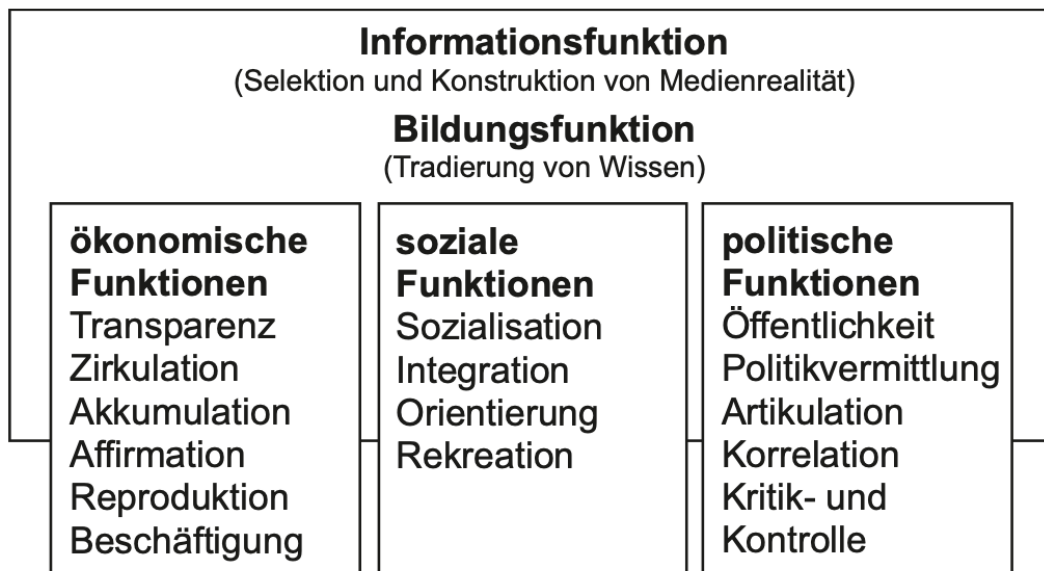 Informationsfunktion
(Selektion und Konstruktion von Medienrealität)
Bildungsfunktion
(Tradierung von Wissen)
ökonomische
Funktionen
Transparenz
Zirkulation
Akkumulation
Affirmation
Reproduktion
Beschäftigung
soziale
Funktionen
Sozialisation
Integration
Orientierung
Rekreation
politische
Funktionen
Öffentlichkeit
Politikvermittlung
Artikulation
Korrelation
Kritik- und
Kontrolle